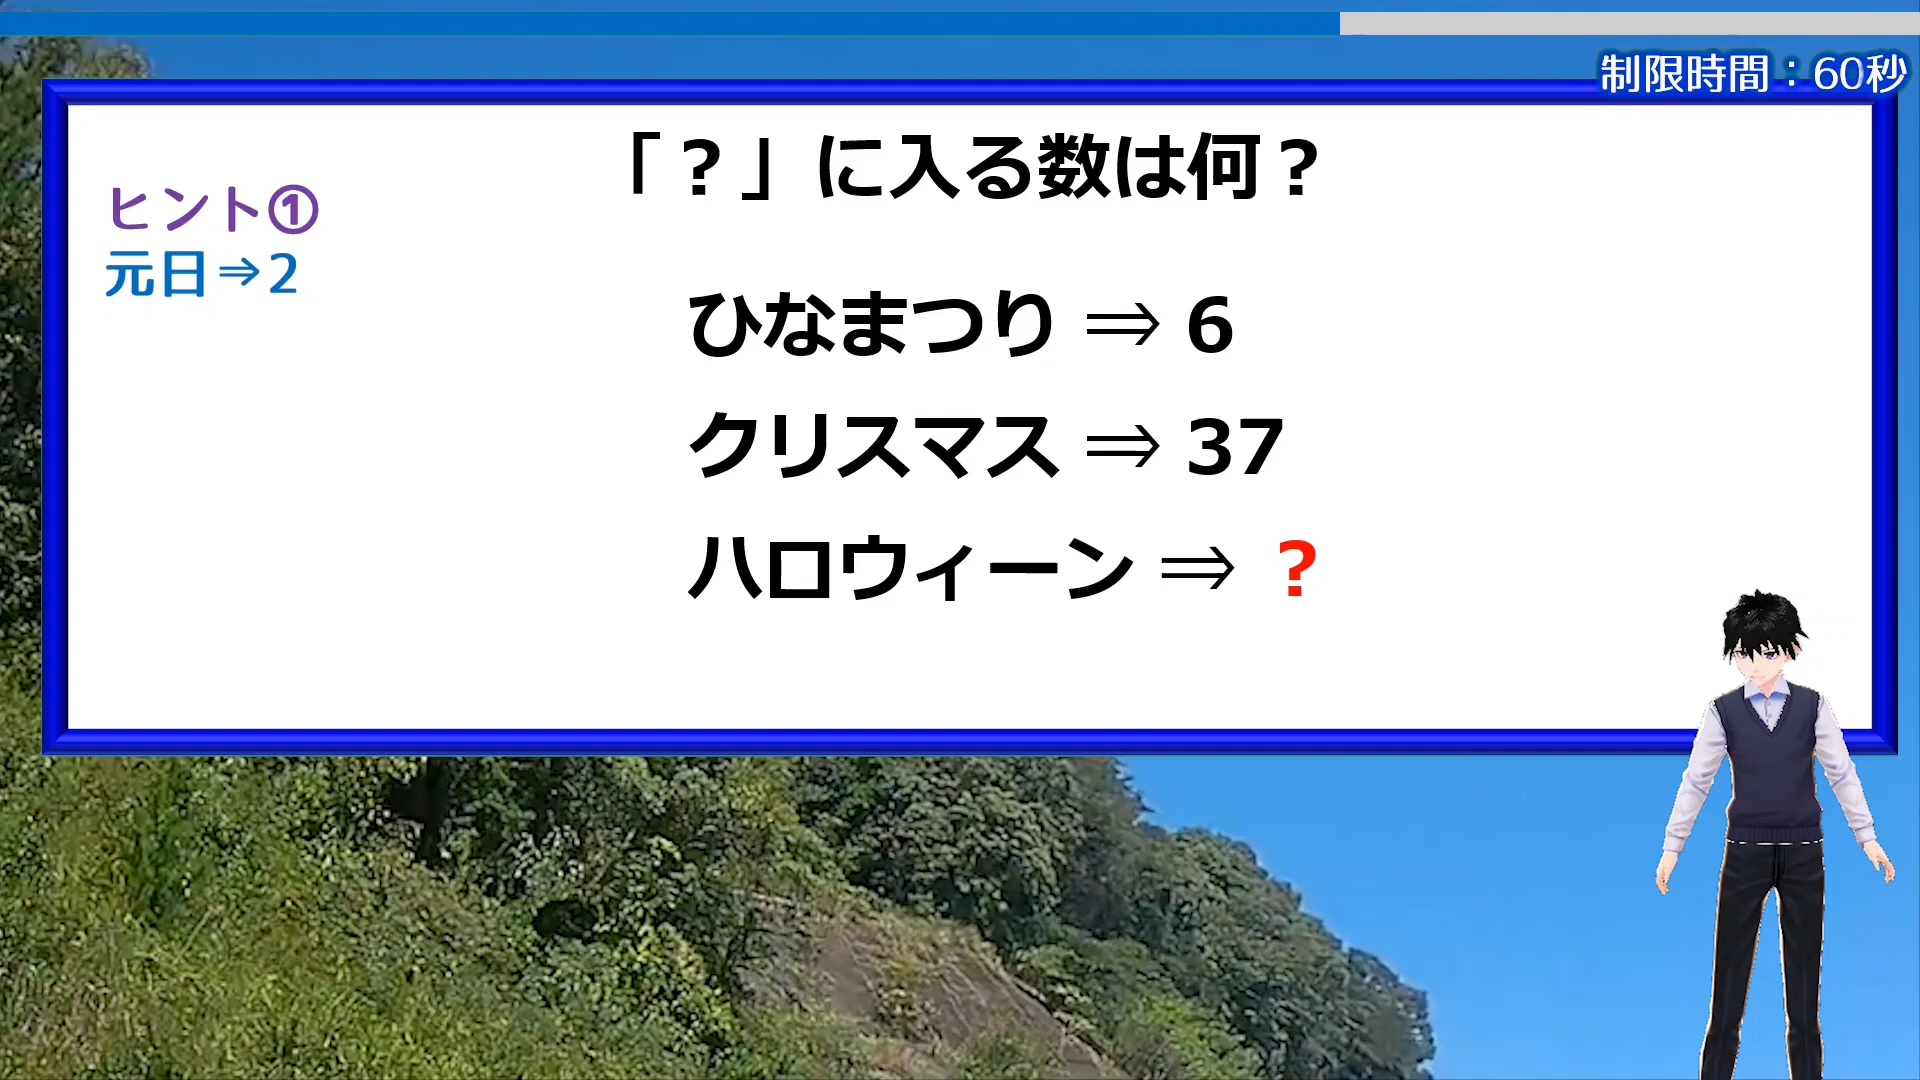 制限時間：60秒
「？」に入る数は何？
ヒント①
元日⇒2
ひなまつり ⇒ 6
クリスマス ⇒ 37
ハロウィーン ⇒ ？